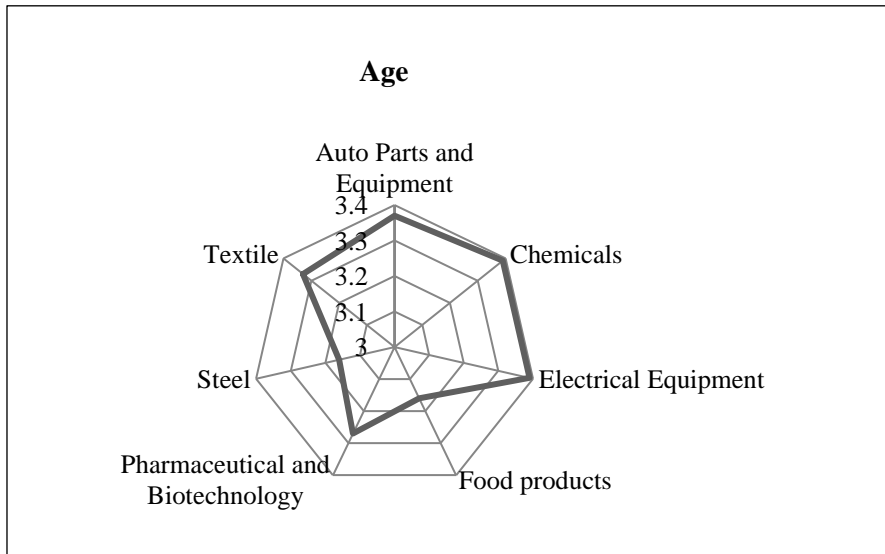 Age
Auto Parts and
Equipment
3.4
3.3
3.2
3.1
3
Textile
Chemicals
Steel
Electrical Equipment
Pharmaceutical and
Biotechnology
Food products